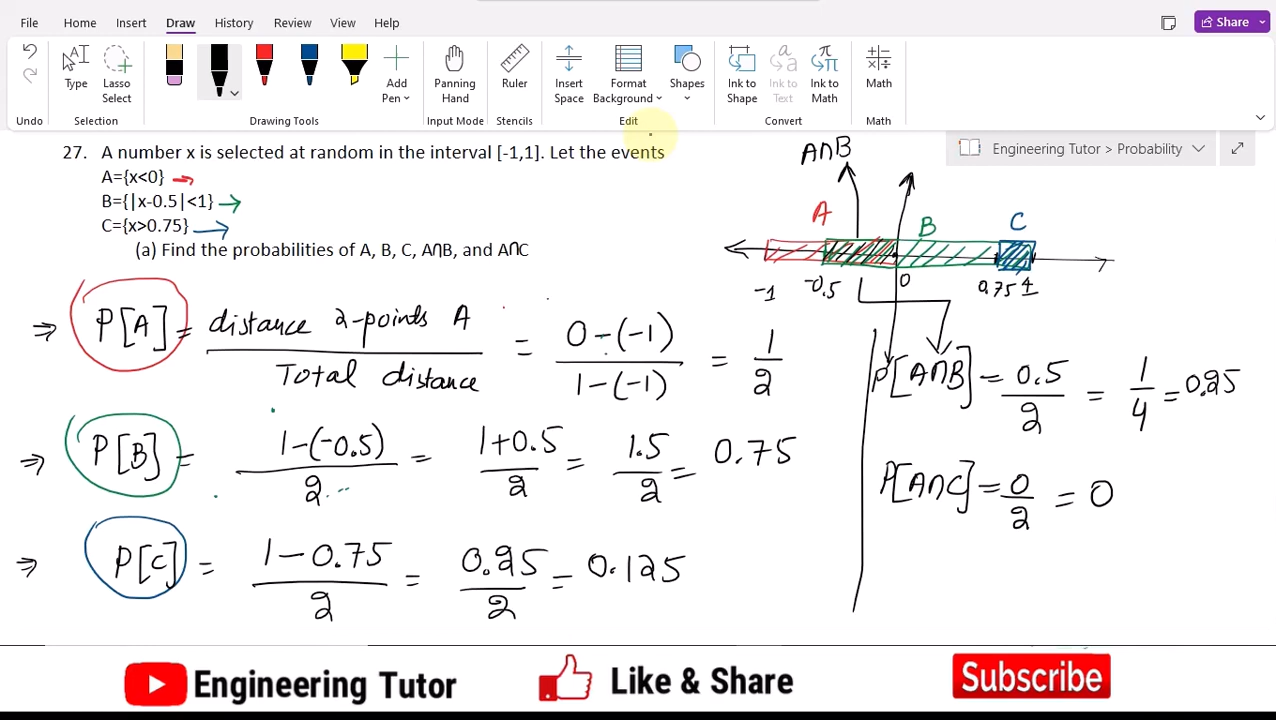 File Home Insert Draw History Review View Help Share
Type Lasso Select Add Pen Panning Hand Ruler Insert Space Format Background Shapes Ink to Shape Ink to Text Ink to Math Math
Undo Selection Drawing Tools Input Mode Stencils Edit Convert Math
27. A number x is selected at random in the interval [-1,1]. Let the events
A={x<0}
B={|x-0.5|<1}
C={x>0.75}
(a) Find the probabilities of A, B, C, A∩B, and A∩C
Engineering Tutor > Probability
A∩B
A B C
-1 -0.5 0 0.75 1
⇒ P[A] = distance 2-points A / Total distance = 0-(-1) / 1-(-1) = 1/2
⇒ P[B] = 1-(-0.5) / 2 = 1+0.5 / 2 = 1.5 / 2 = 0.75
⇒ P[C] = 1-0.75 / 2 = 0.25 / 2 = 0.125
P[A∩B] = 0.5 / 2 = 1/4 = 0.25
P[A∩C] = 0/2 = 0
Engineering Tutor Like & Share Subscribe